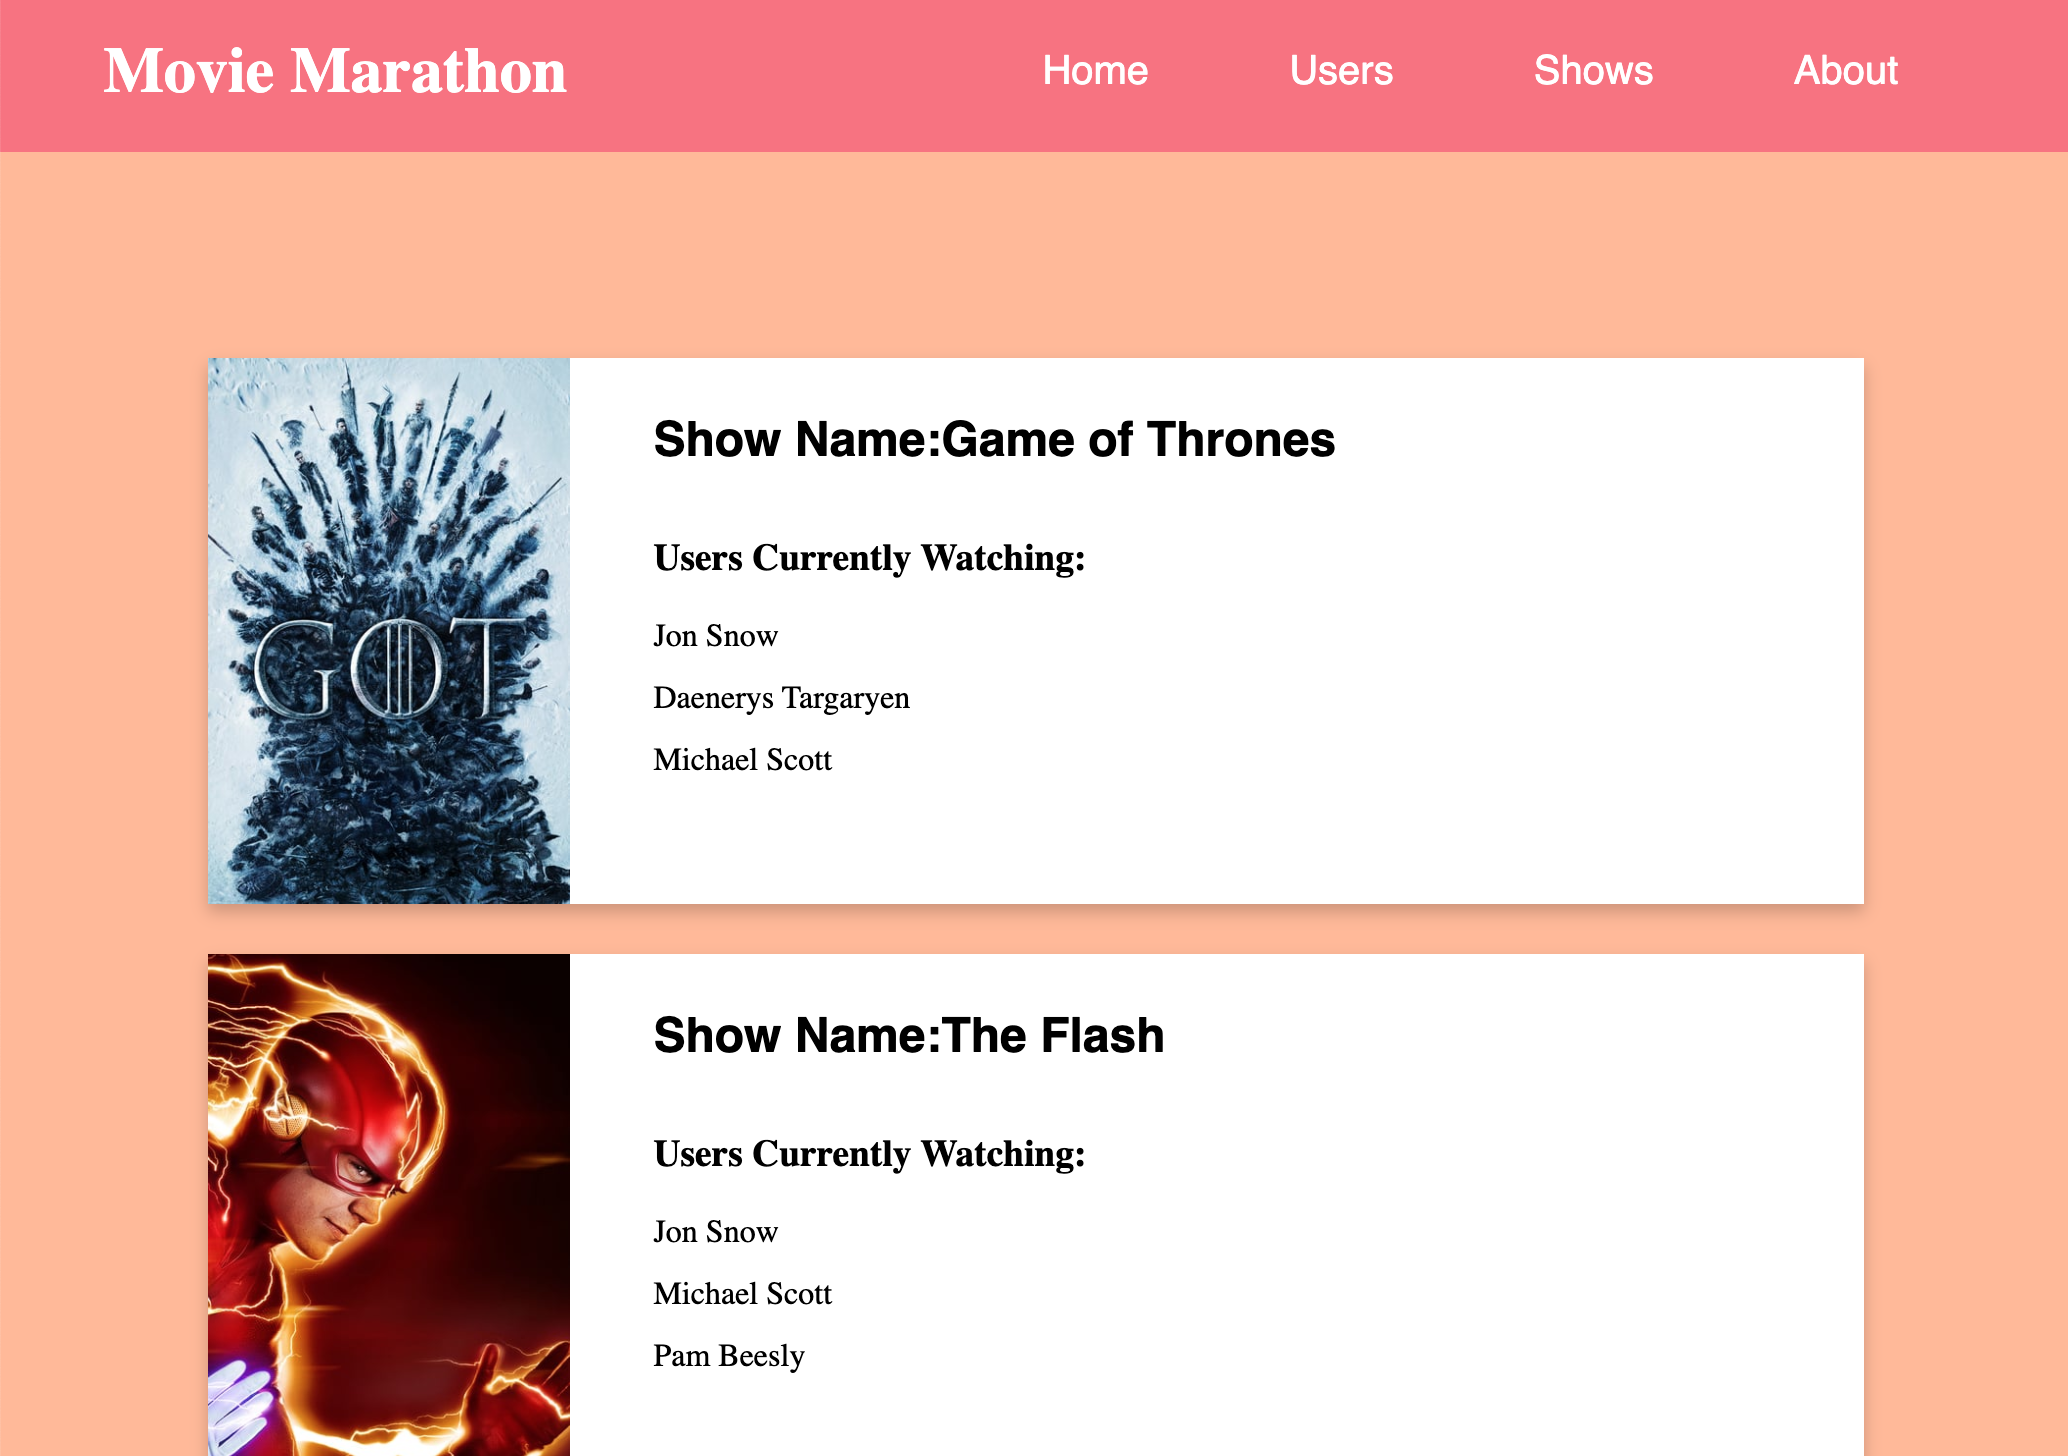 Movie Marathon
Home Users Shows About
GOT
Show Name:Game of Thrones
Users Currently Watching:
Jon Snow
Daenerys Targaryen
Michael Scott
Show Name:The Flash
Users Currently Watching:
Jon Snow
Michael Scott
Pam Beesly